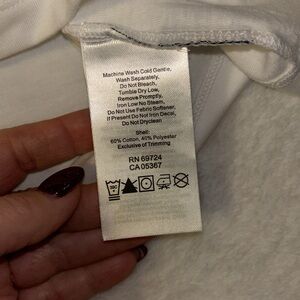 Machine Wash Cold Gentle,
Wash Separately,
Do Not Bleach,
Tumble Dry Low,
Remove Promptly,
Iron Low No Steam,
Do Not Use Fabric Softener,
If Present Do Not Iron Decal,
Do Not Dryclean
Shell:
60% Cotton, 40% Polyester
Exclusive of Trimming
RN 69724
CA 05367